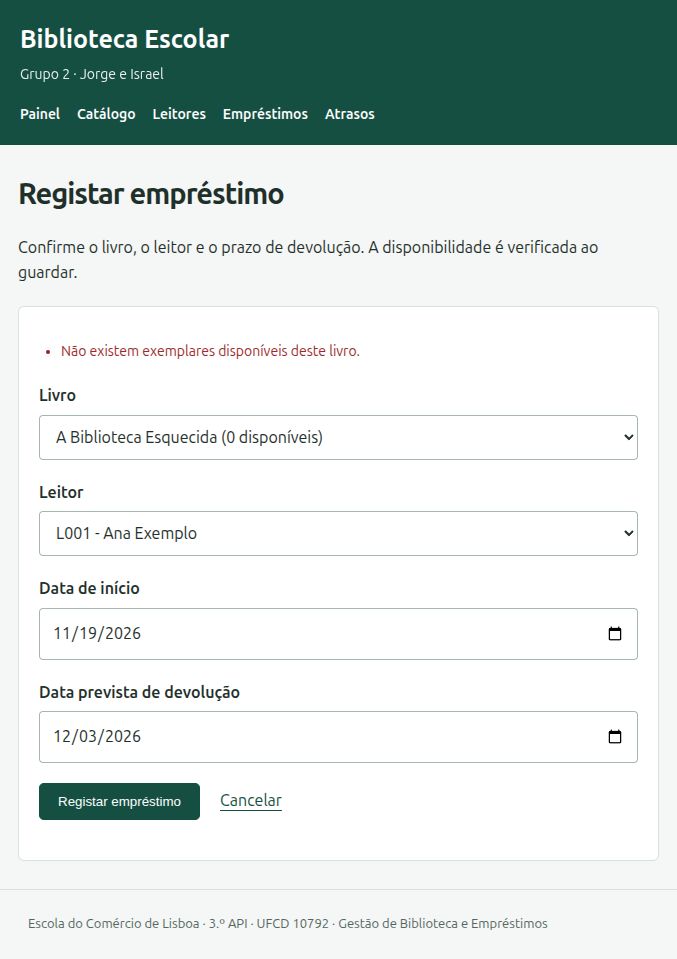 Biblioteca Escolar
Grupo 2 · Jorge e Israel
Painel Catálogo Leitores Empréstimos Atrasos
Registar empréstimo
Confirme o livro, o leitor e o prazo de devolução. A disponibilidade é verificada ao
guardar.
Não existem exemplares disponíveis deste livro.
Livro
A Biblioteca Esquecida (0 disponíveis)
Leitor
L001 - Ana Exemplo
Data de início
11/19/2026
Data prevista de devolução
12/03/2026
Registar empréstimo Cancelar
Escola do Comércio de Lisboa · 3.º API · UFCD 10792 · Gestão de Biblioteca e Empréstimos